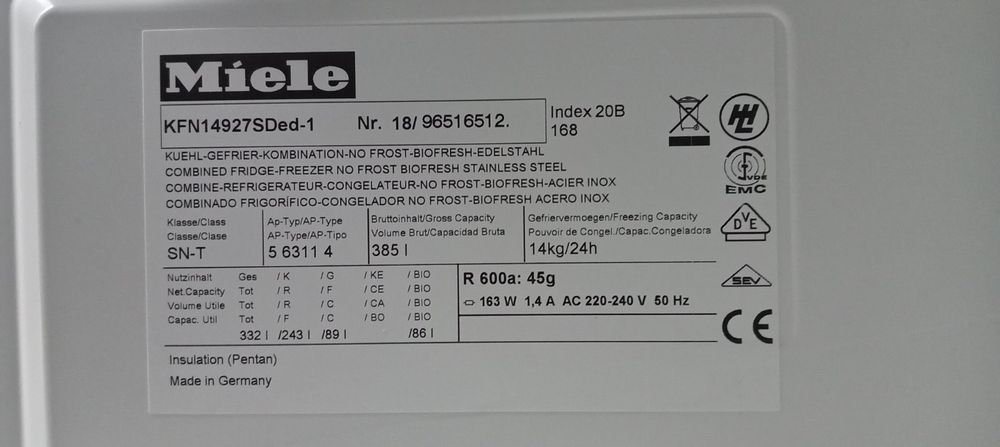 Miele
KFN14927SDed-1 Nr. 18/ 96516512.
Index 20B
168
KUEHL-GEFRIER-KOMBINATION-NO FROST-BIOFRESH-EDELSTAHL
COMBINED FRIDGE-FREEZER NO FROST BIOFRESH STAINLESS STEEL
COMBINE-REFRIGERATEUR-CONGELATEUR-NO FROST-BIOFRESH-ACIER INOX
COMBINADO FRIGORÍFICO-CONGELADOR NO FROST-BIOFRESH ACERO INOX
Klasse/Class Ap-Typ/AP-Type Bruttoinhalt/Gross Capacity Gefriervermoegen/Freezing Capacity
Classe/Clase AP-Type/AP-Tipo Volume Brut/Capacidad Bruta Pouvoir de Congel./Capac.Congeladora
SN-T 5 6311 4 385 l 14kg/24h
Nutzinhalt Ges / K / G / KE / BIO
Net.Capacity Tot / R / F / CE / BIO
Volume Utile Tot / R / C / CA / BIO
Capac. Util Tot / F / C / BO / BIO
332 l /243 l /89 l /86 l
R 600a: 45g
163 W 1,4 A AC 220-240 V 50 Hz
Insulation (Pentan)
Made in Germany
VDE
EMC
DVE
SEV
CE